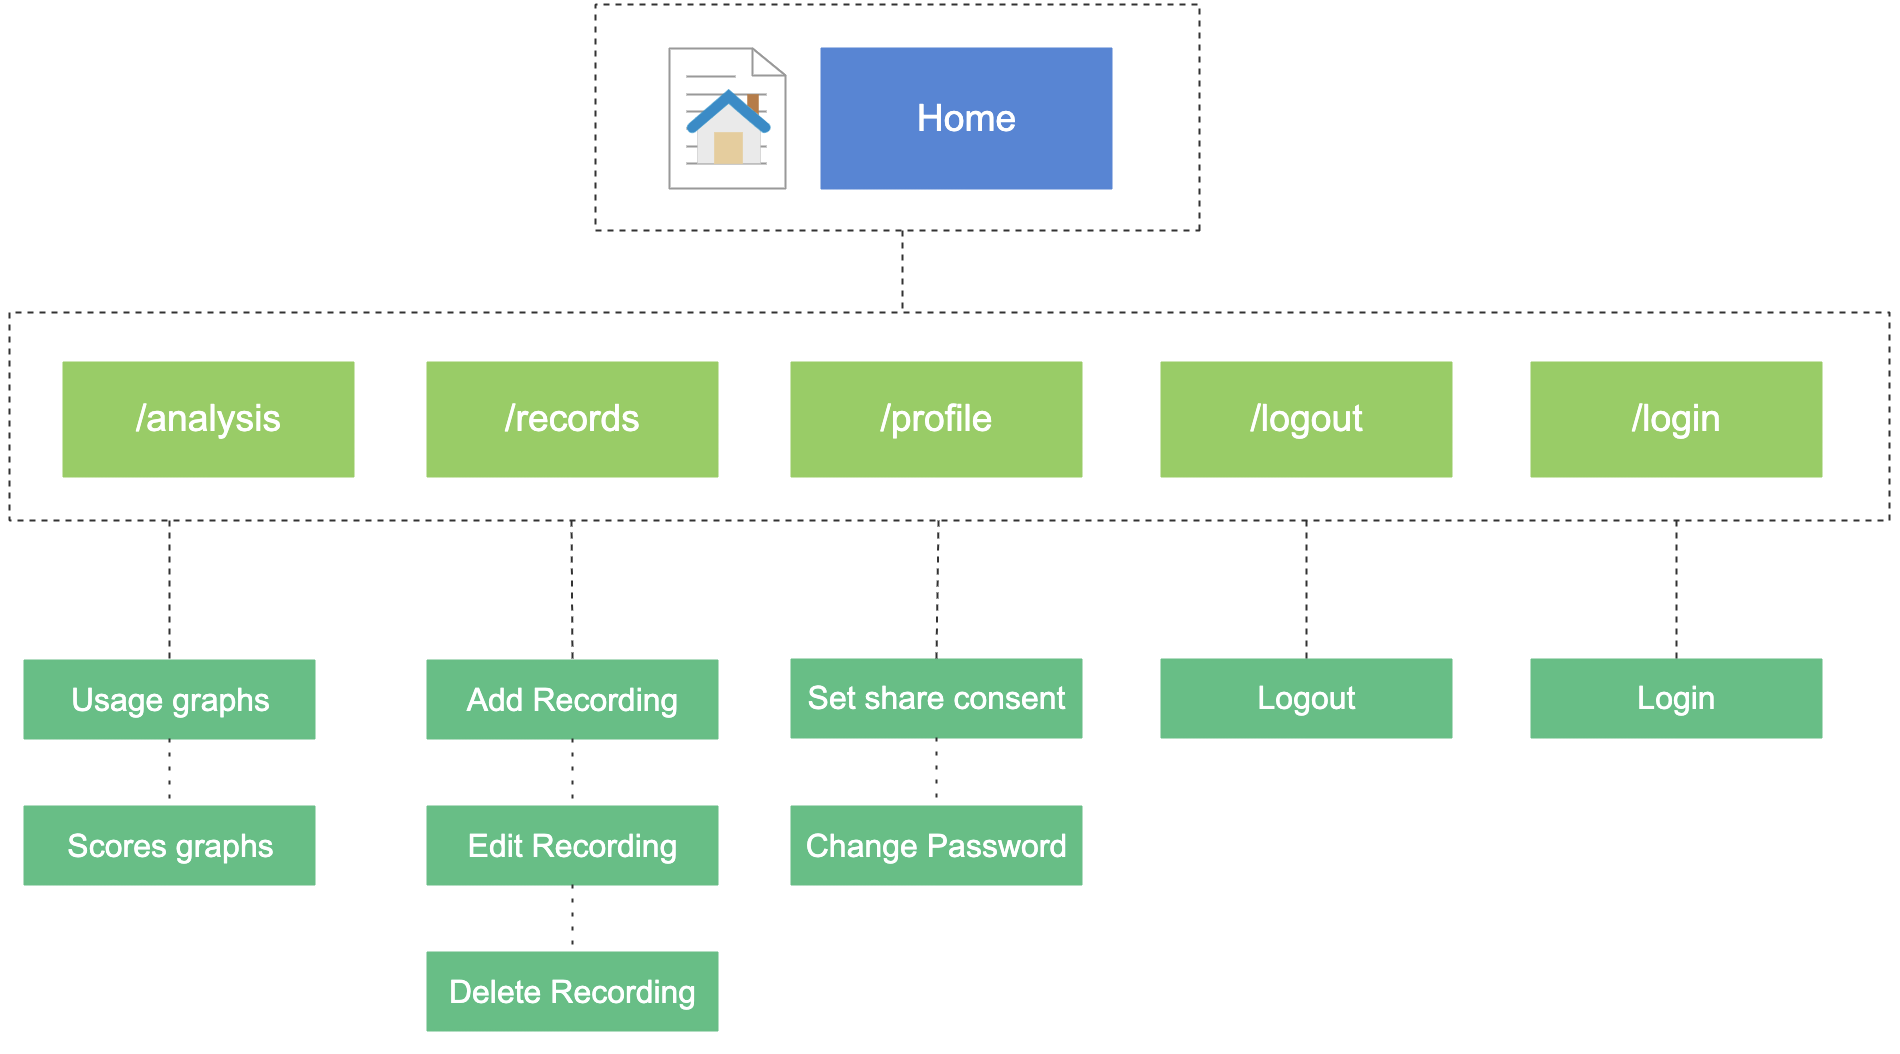 Home
/analysis
/records
/profile
/logout
/login
Usage graphs
Add Recording
Set share consent
Logout
Login
Scores graphs
Edit Recording
Change Password
Delete Recording